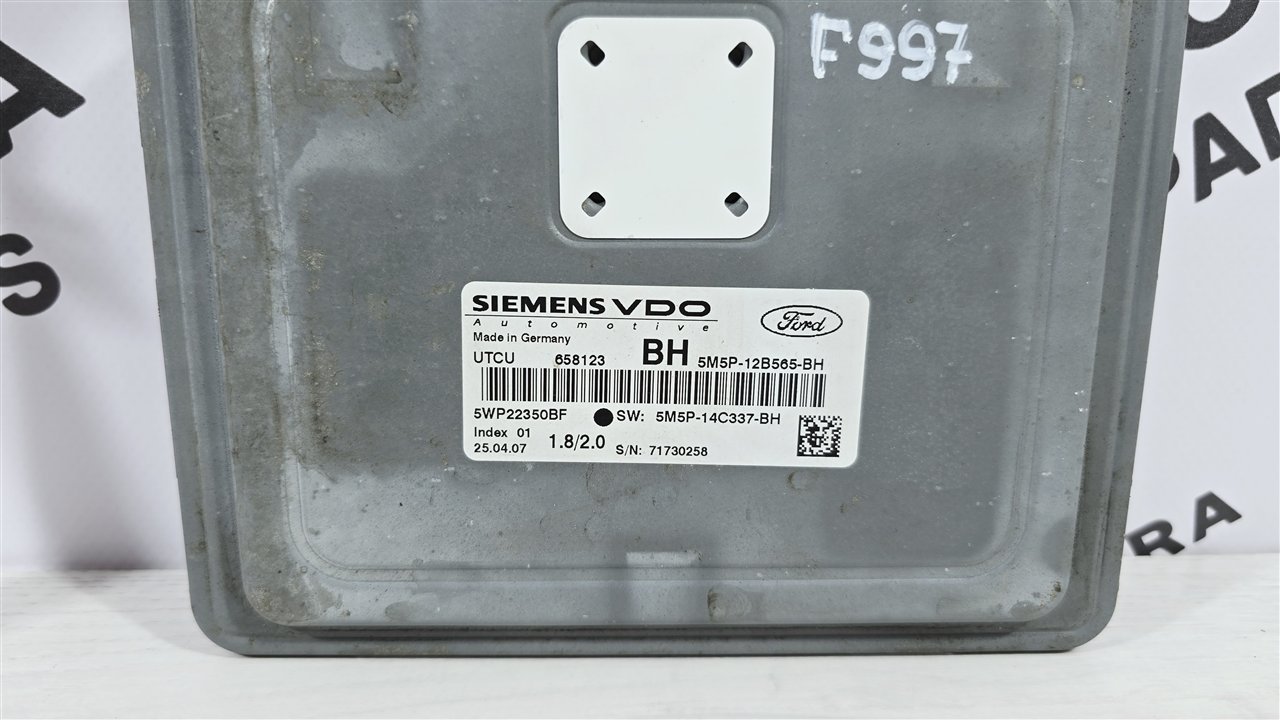 F997
SIEMENS VDO
Automotive
Ford
Made in Germany
UTCU 658123 BH 5M5P-12B565-BH
5WP22350BF SW: 5M5P-14C337-BH
Index 01
25.04.07 1.8/2.0 S/N: 71730258